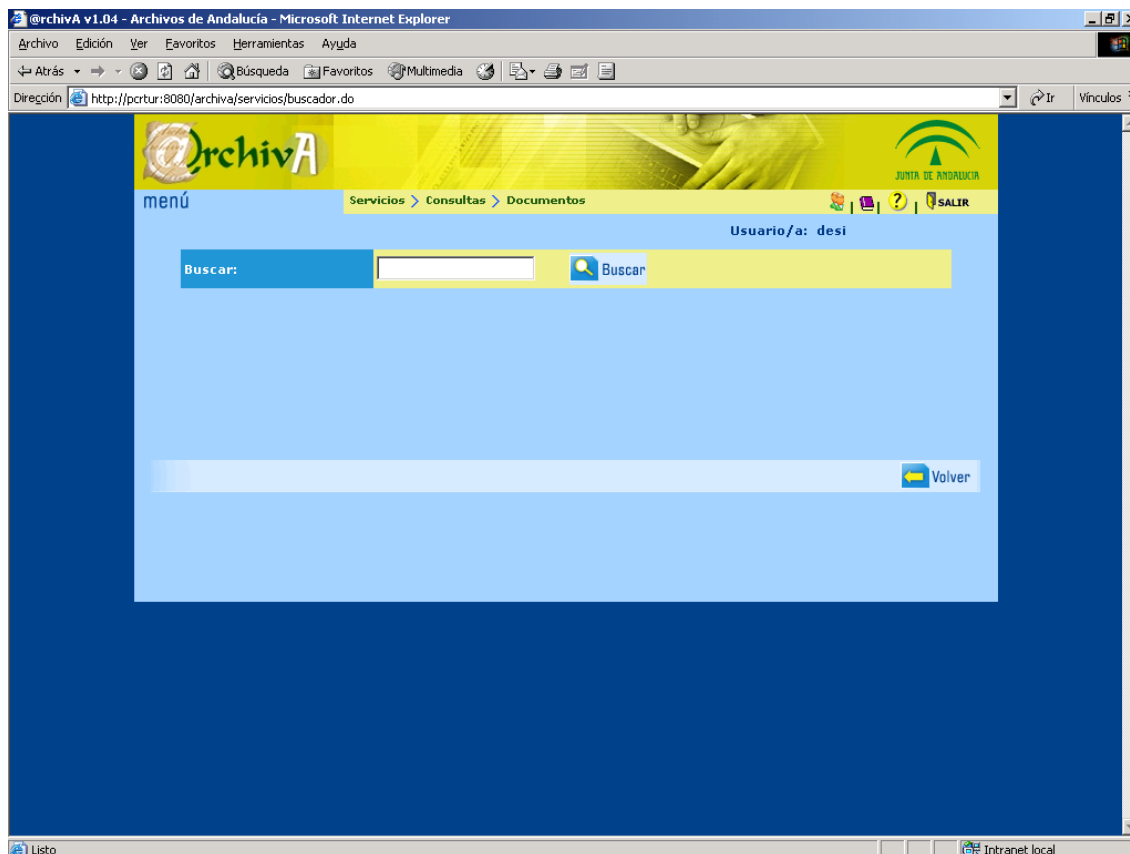 @rchivA v1.04 - Archivos de Andalucía - Microsoft Internet Explorer
Archivo Edición Ver Favoritos Herramientas Ayuda
Atrás Búsqueda Favoritos Multimedia
Dirección http://pcrtur:8080/archiva/servicios/buscador.do Ir Vínculos
@rchivA
JUNTA DE ANDALUCIA
menú Servicios > Consultas > Documentos ? SALIR
Usuario/a: desi
Buscar: Buscar
Volver
Listo Intranet local